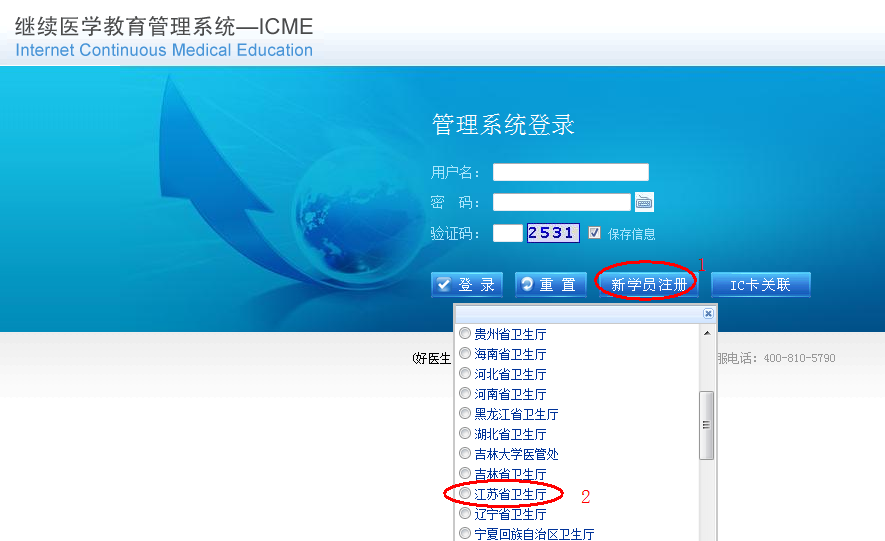 继续医学教育管理系统—ICME
Internet Continuous Medical Education
管理系统登录
用户名：
密 码：
验证码： 2531 保存信息
登 录 重 置 新学员注册 IC卡关联
1
(好医生
服电话：400-810-5790
贵州省卫生厅
海南省卫生厅
河北省卫生厅
河南省卫生厅
黑龙江省卫生厅
湖北省卫生厅
吉林大学医管处
吉林省卫生厅
江苏省卫生厅 2
辽宁省卫生厅
宁夏回族自治区卫生厅